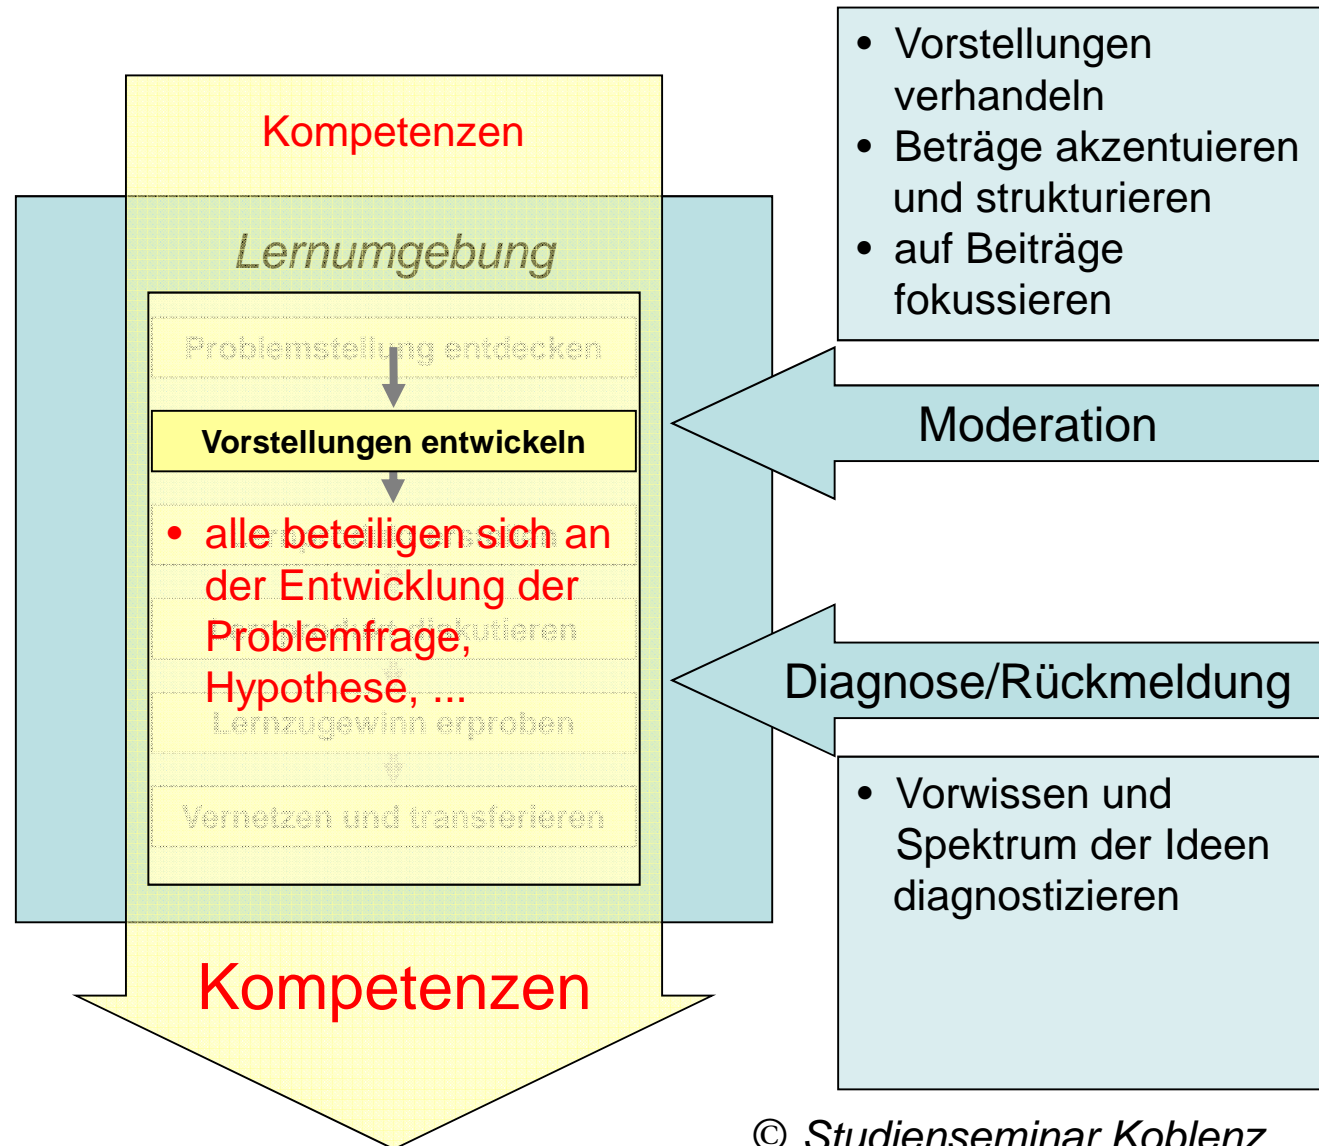 Kompetenzen
Lernumgebung
Problemstellung entdecken
Vorstellungen entwickeln
• alle beteiligen sich an
der Entwicklung der
Problemfrage,
Hypothese, ...
diskutieren
Lernzugewinn erproben
Vernetzen und transferieren
Kompetenzen
• Vorstellungen
verhandeln
• Beträge akzentuieren
und strukturieren
• auf Beiträge
fokussieren
Moderation
Diagnose/Rückmeldung
• Vorwissen und
Spektrum der Ideen
diagnostizieren
© Studienseminar Koblenz